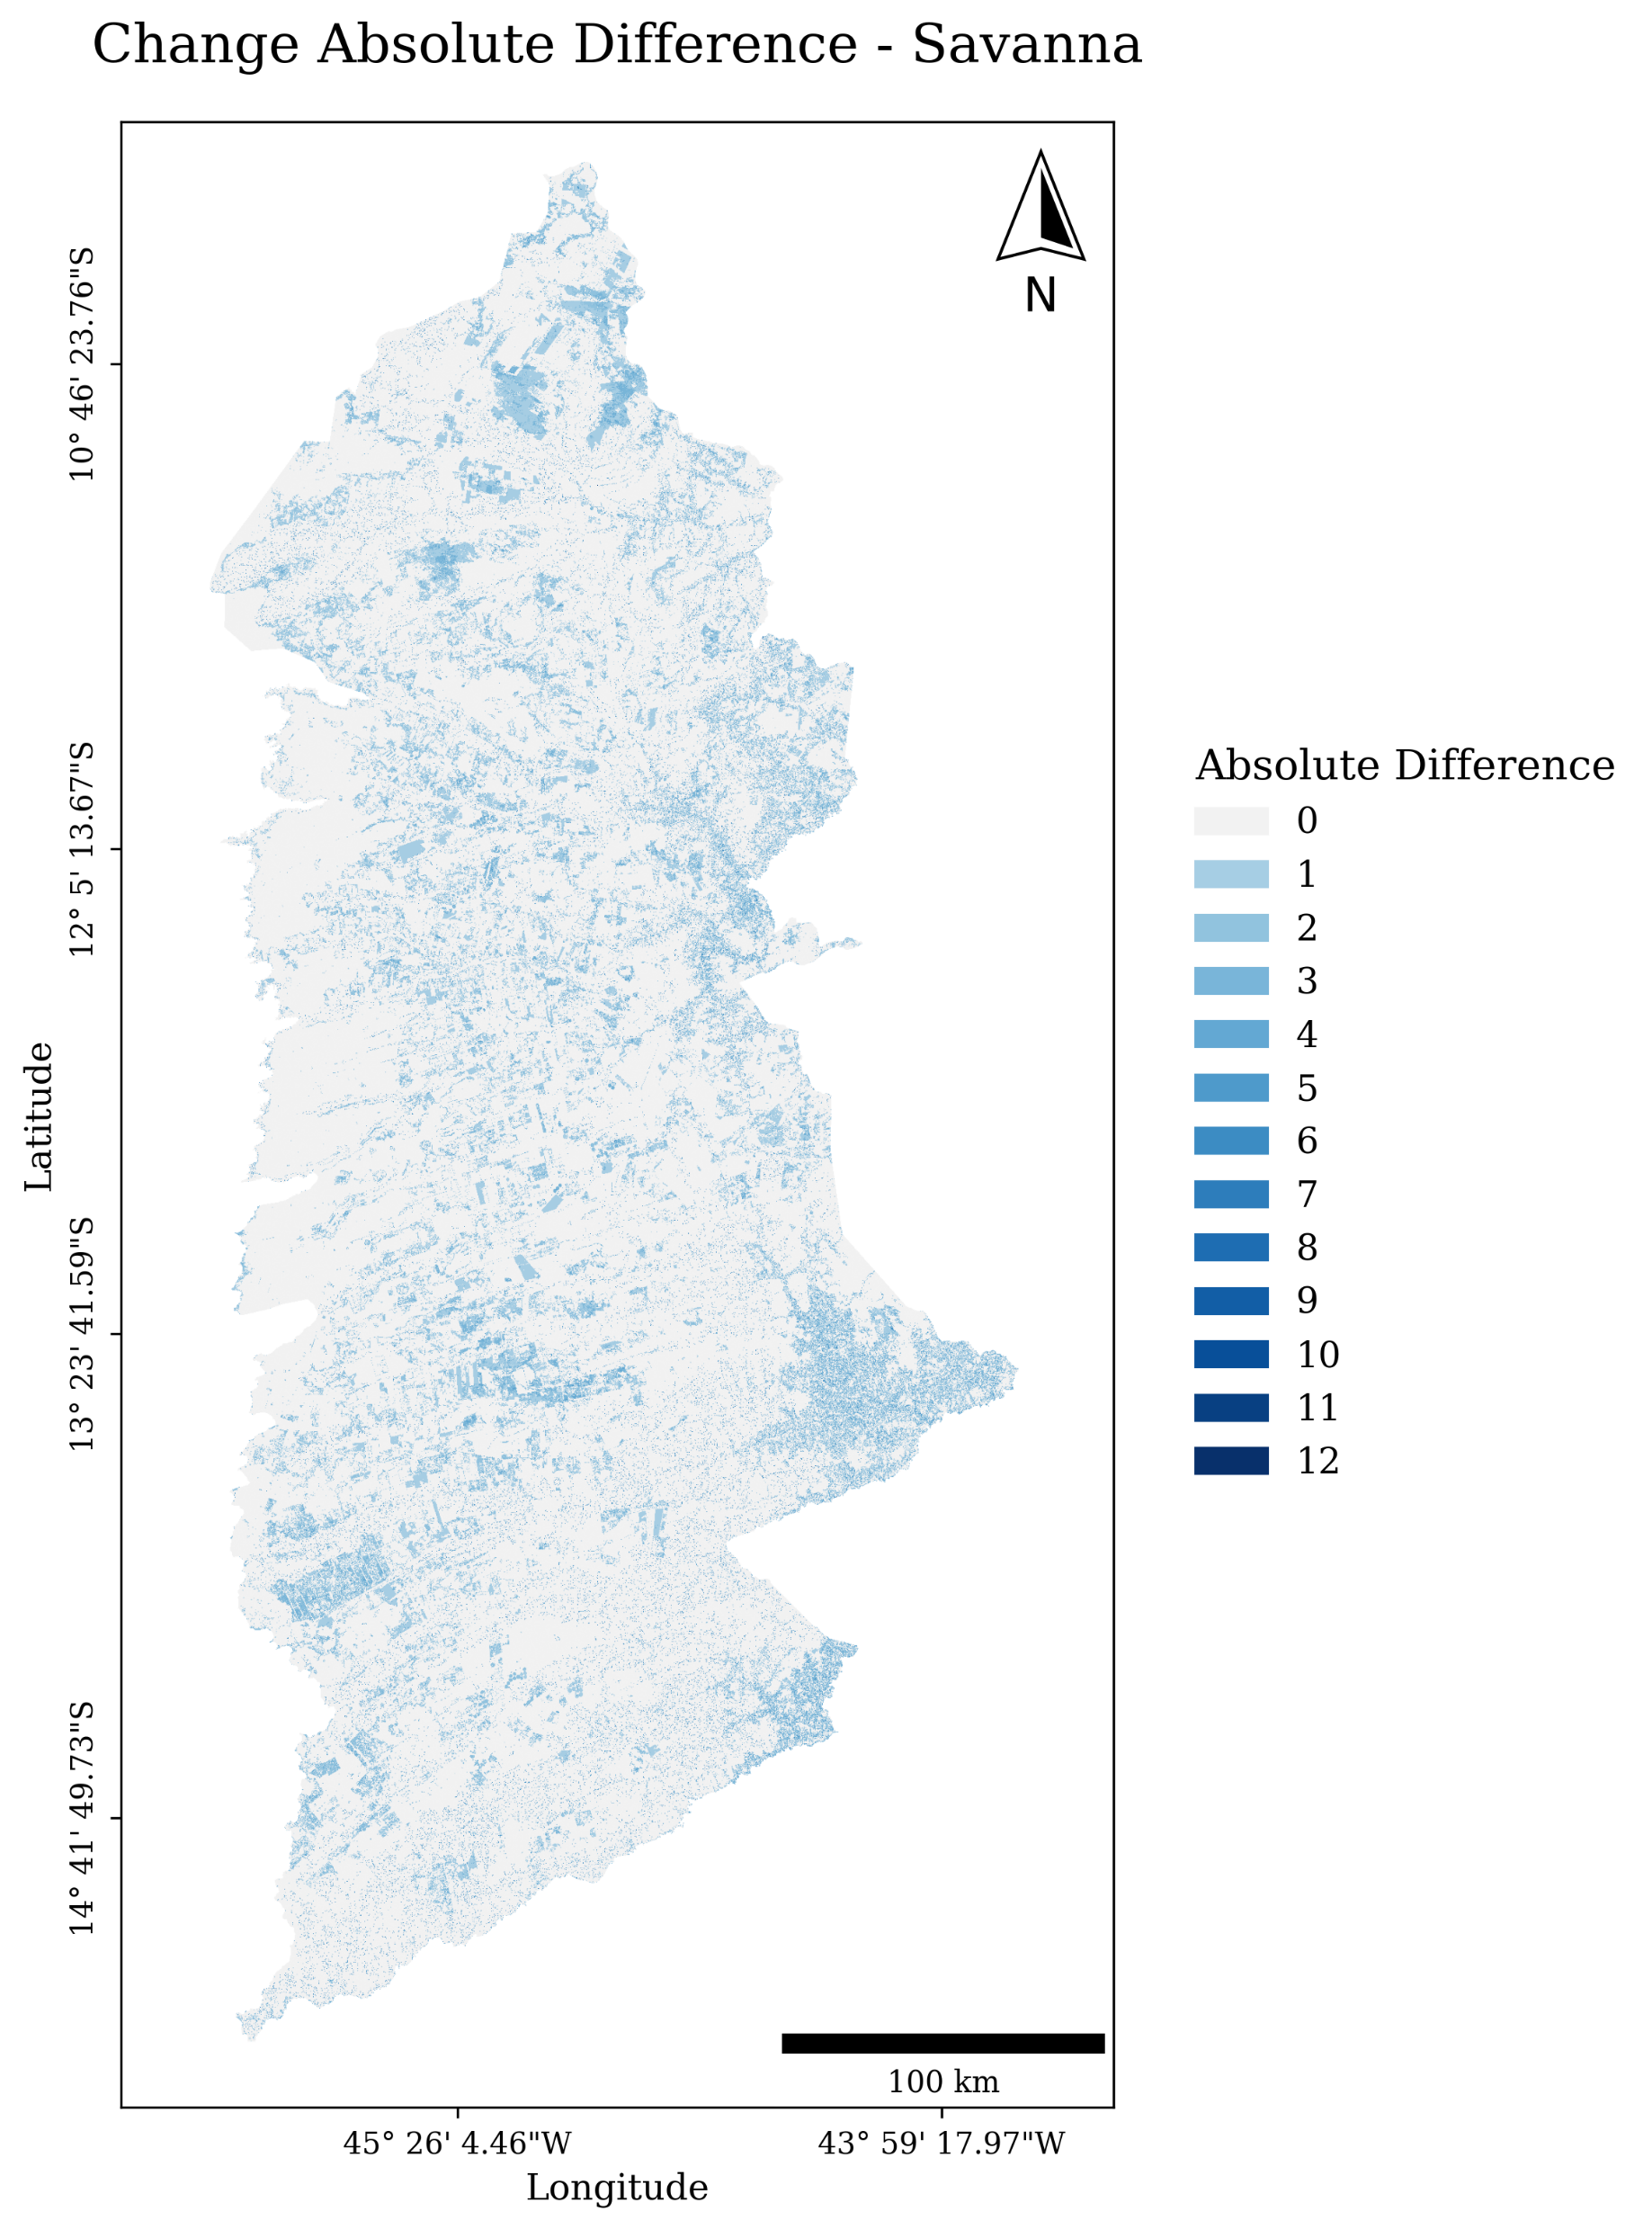 Change Absolute Difference - Savanna
N
10° 46' 23.76"S
12° 5' 13.67"S
13° 23' 41.59"S
14° 41' 49.73"S
Latitude
100 km
45° 26' 4.46"W
43° 59' 17.97"W
Longitude
Absolute Difference
0
1
2
3
4
5
6
7
8
9
10
11
12